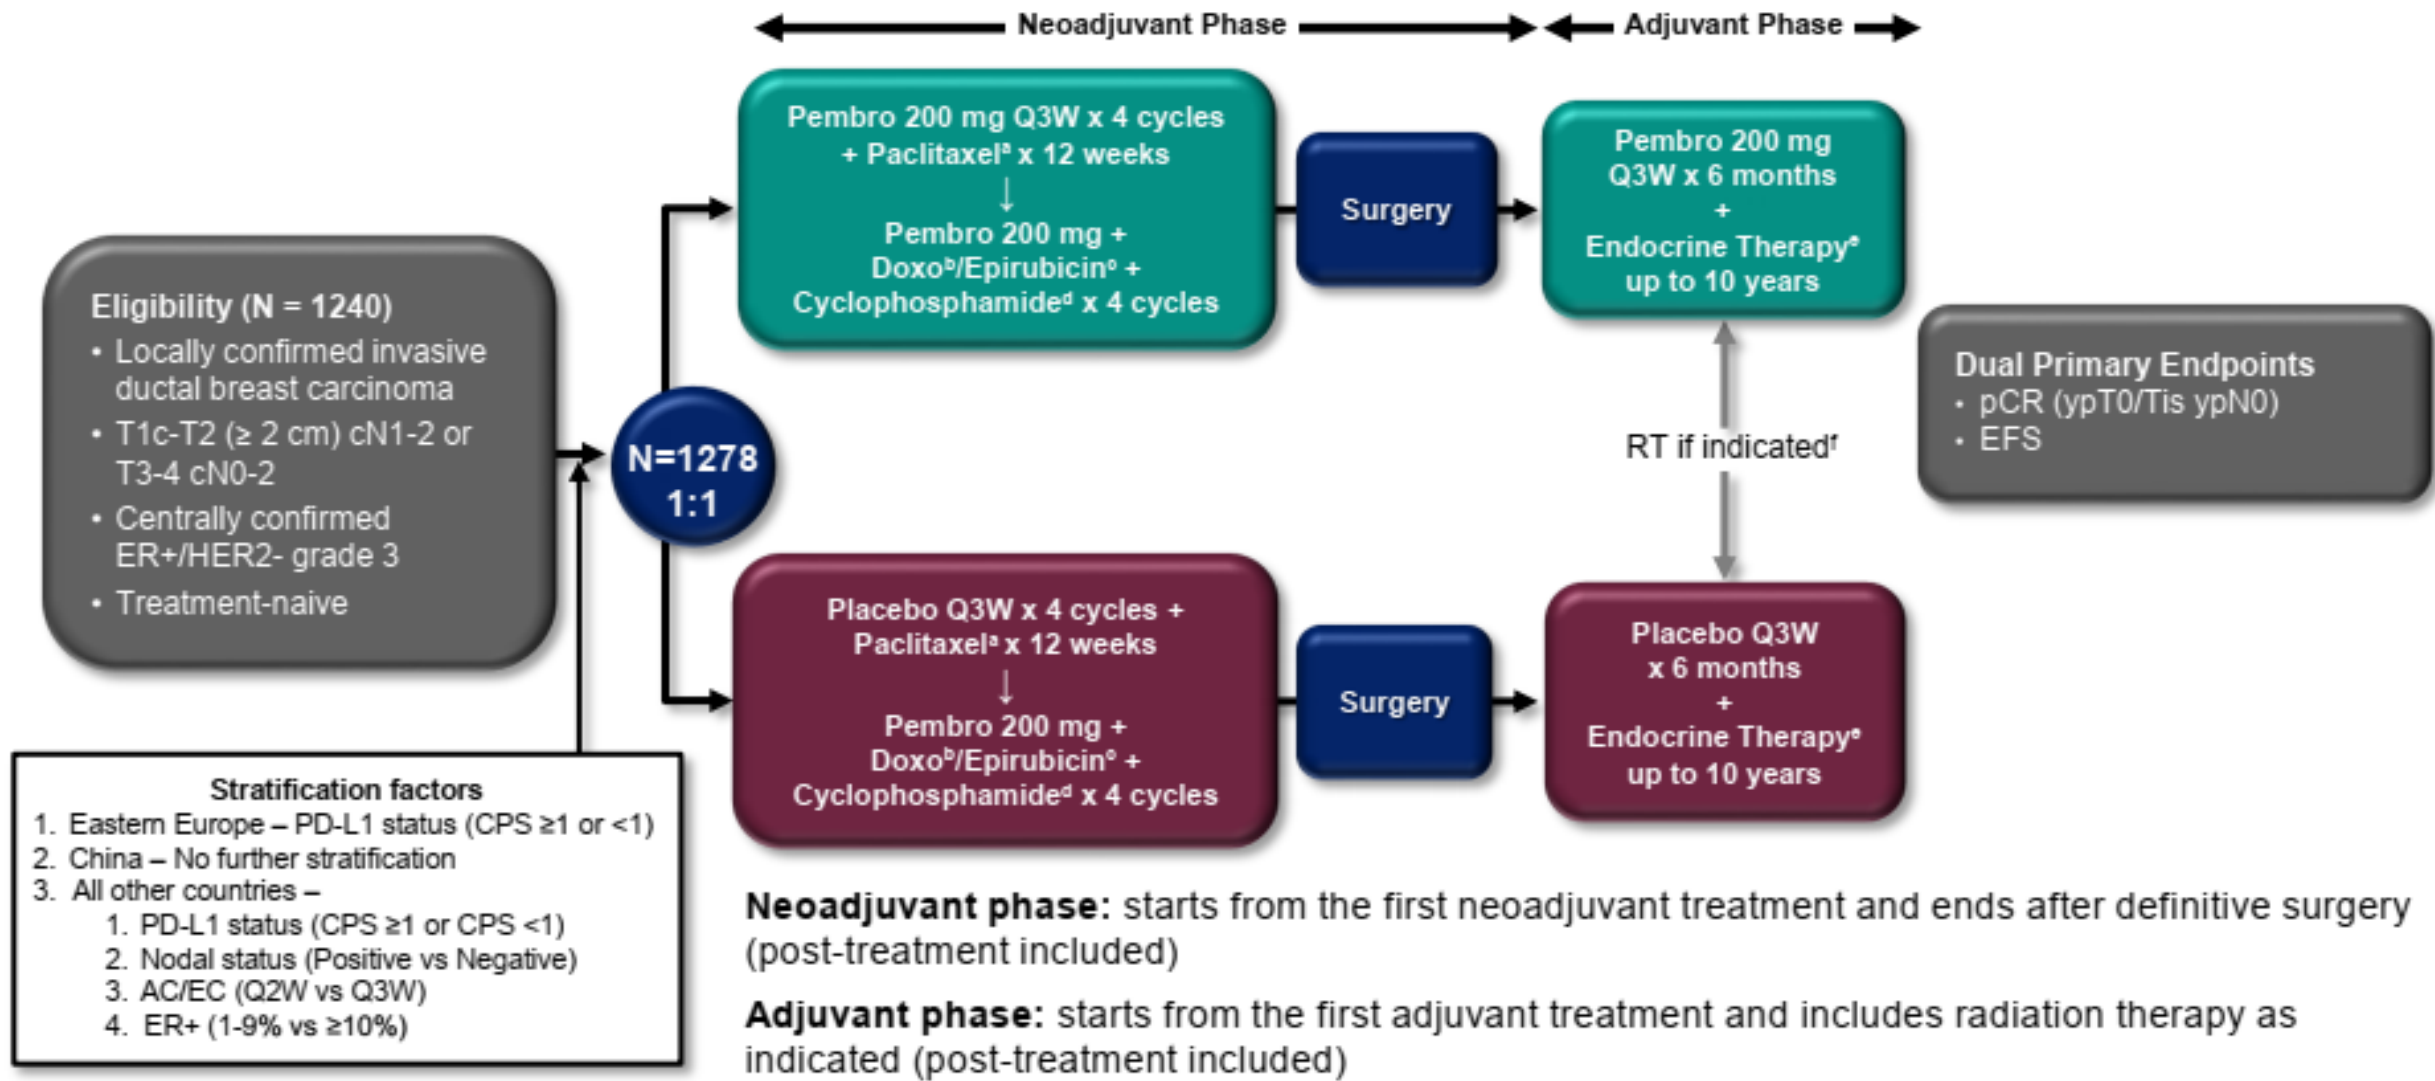 Neoadjuvant Phase
Adjuvant Phase
Eligibility (N = 1240)
• Locally confirmed invasive
ductal breast carcinoma
• T1c-T2 (≥ 2 cm) cN1-2 or
T3-4 cN0-2
• Centrally confirmed
ER+/HER2- grade 3
• Treatment-naive
Stratification factors
1. Eastern Europe – PD-L1 status (CPS ≥1 or <1)
2. China – No further stratification
3. All other countries –
1. PD-L1 status (CPS ≥1 or CPS <1)
2. Nodal status (Positive vs Negative)
3. AC/EC (Q2W vs Q3W)
4. ER+ (1-9% vs ≥10%)
N=1278
1:1
Pembro 200 mg Q3W x 4 cycles
+ Paclitaxelᵃ x 12 weeks
↓
Pembro 200 mg +
Doxoᵇ/Epirubicinᶜ +
Cyclophosphamideᵈ x 4 cycles
Surgery
Pembro 200 mg
Q3W x 6 months
+
Endocrine Therapyᵉ
up to 10 years
RT if indicatedᶠ
Placebo Q3W x 4 cycles +
Paclitaxelᵃ x 12 weeks
↓
Pembro 200 mg +
Doxoᵇ/Epirubicinᶜ +
Cyclophosphamideᵈ x 4 cycles
Surgery
Placebo Q3W
x 6 months
+
Endocrine Therapyᵉ
up to 10 years
Dual Primary Endpoints
• pCR (ypT0/Tis ypN0)
• EFS
Neoadjuvant phase: starts from the first neoadjuvant treatment and ends after definitive surgery
(post-treatment included)
Adjuvant phase: starts from the first adjuvant treatment and includes radiation therapy as
indicated (post-treatment included)